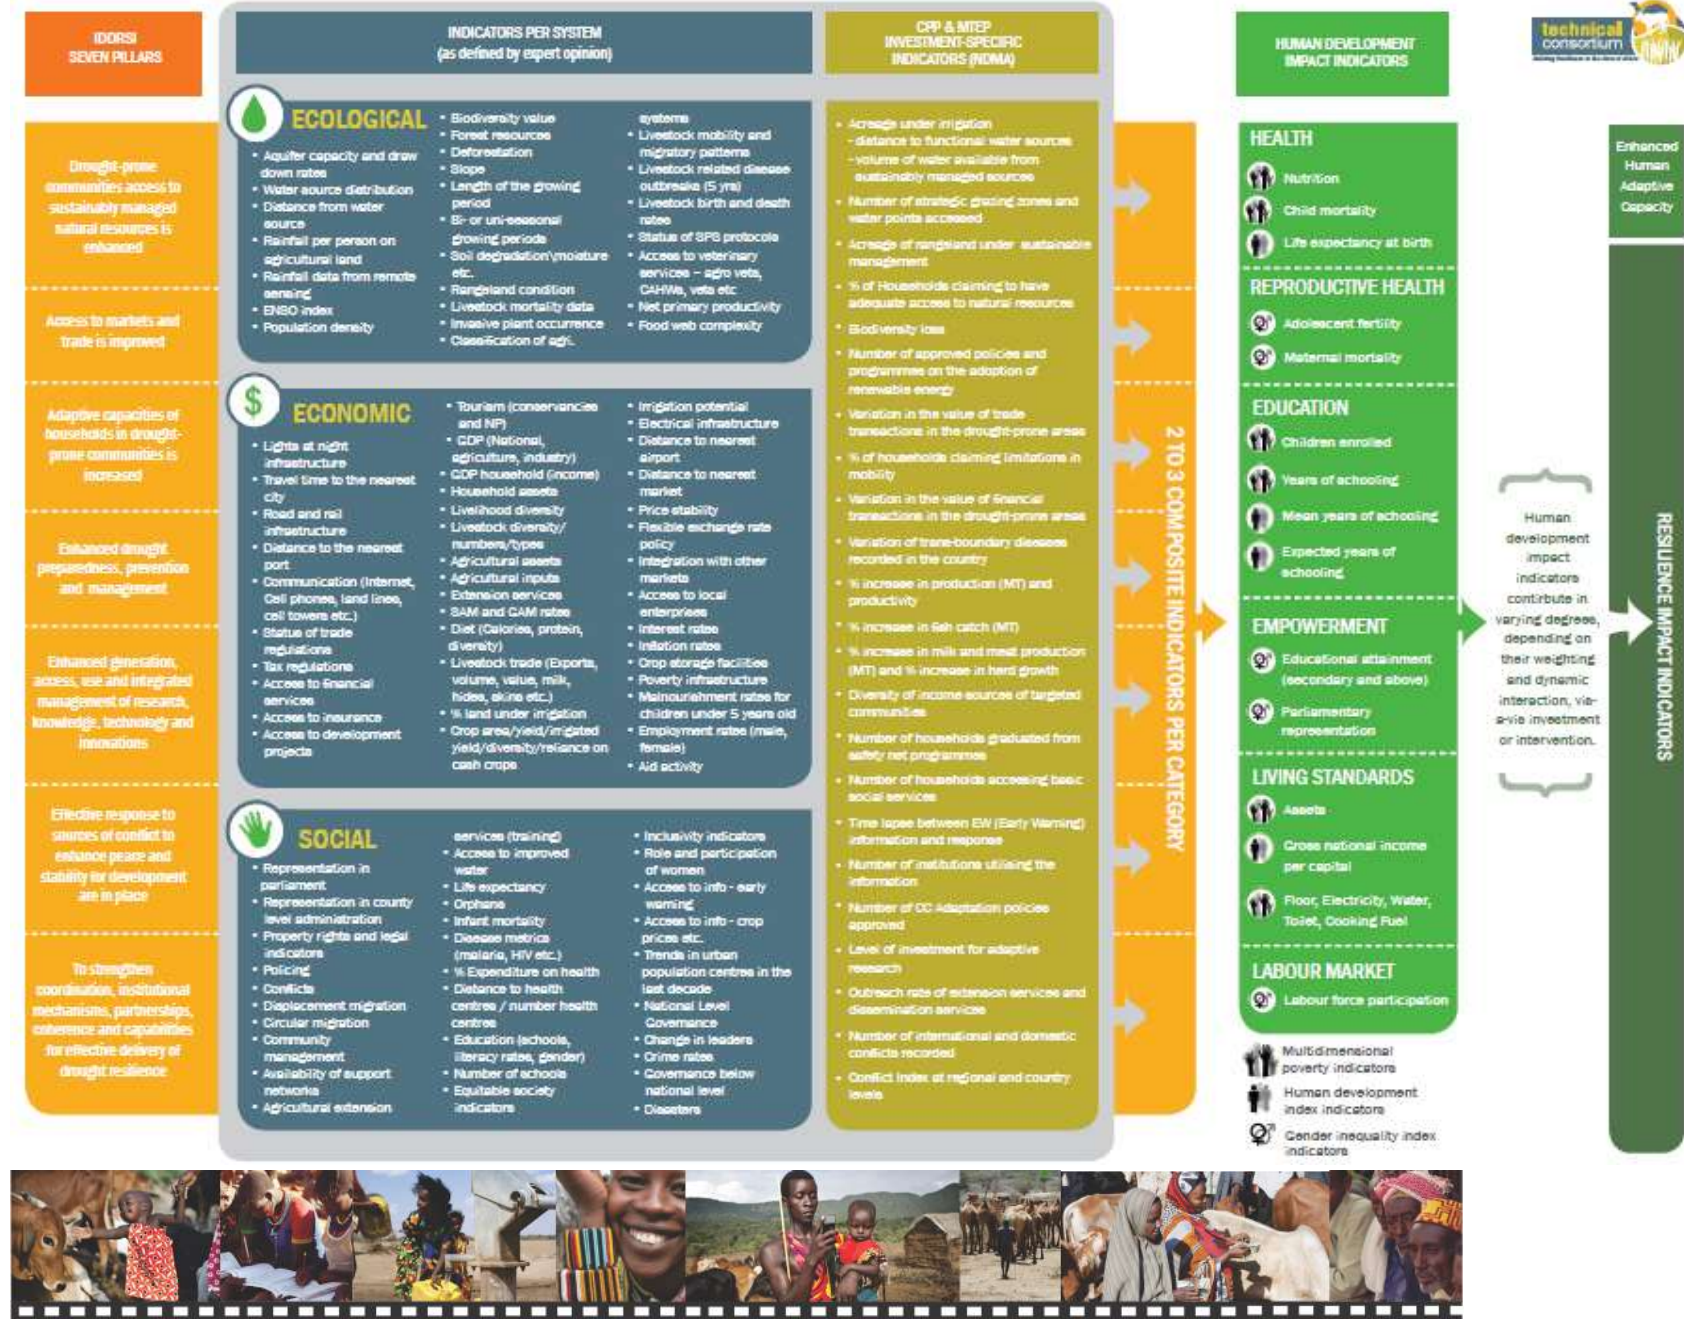 IDDRSI
SEVEN PILLARS
Drought-prone
communities access to
sustainably managed
natural resources is
enhanced
Access to markets and
trade is improved
Adaptive capacities of
households in drought-
prone communities is
increased
Enhanced drought
preparedness, prevention
and management
Enhanced generation,
access, use and integrated
management of research,
knowledge, technology and
innovations
Effective response to
sources of conflict to
enhance peace and
stability for development
are in place
To strengthen
coordination, institutional
mechanisms, partnerships,
coherence and capabilities
for effective delivery of
drought resilience
INDICATORS PER SYSTEM
(as defined by expert opinion)
ECOLOGICAL
• Aquifer capacity and draw
down rates
• Water source distribution
• Distance from water
source
• Rainfall per person on
agricultural land
• Rainfall data from remote
sensing
• ENSO index
• Population density
• Biodiversity value
• Forest resources
• Deforestation
• Slope
• Length of the growing
period
• Bi- or uni-seasonal
growing periods
• Soil degradation\moisture
etc.
• Rangeland condition
• Livestock mortality data
• Invasive plant occurrence
• Classification of agri.
systems
• Livestock mobility and
migratory patterns
• Livestock related disease
outbreaks (5 yrs)
• Livestock birth and death
rates
• Status of SPS protocols
• Access to veterinary
services – agro vets,
CAHWs, vets etc
• Net primary productivity
• Food web complexity
$ ECONOMIC
• Lights at night
infrastructure
• Travel time to the nearest
city
• Road and rail
infrastructure
• Distance to the nearest
port
• Communication (Internet,
Cell phones, land lines,
cell towers etc.)
• Status of trade
regulations
• Tax regulations
• Access to financial
services
• Access to insurance
• Access to development
projects
• Tourism (conservancies
and NP)
• GDP (National,
agriculture, industry)
• GDP household (income)
• Household assets
• Livelihood diversity
• Livestock diversity/
numbers/types
• Agricultural assets
• Agricultural inputs
• Extension services
• SAM and GAM rates
• Diet (Calories, protein,
diversity)
• Livestock trade (Exports,
volume, value, milk,
hides, skins etc.)
• % land under irrigation
• Crop area/yield/irrigated
yield/diversity/reliance on
cash crops
• Irrigation potential
• Electrical infrastructure
• Distance to nearest
airport
• Distance to nearest
market
• Price stability
• Flexible exchange rate
policy
• Integration with other
markets
• Access to local
enterprises
• Interest rates
• Inflation rates
• Crop storage facilities
• Poverty infrastructure
• Malnourishment rates for
children under 5 years old
• Employment rates (male,
female)
• Aid activity
SOCIAL
• Representation in
parliament
• Representation in county
level administration
• Property rights and legal
indicators
• Policing
• Conflicts
• Displacement migration
• Circular migration
• Community
management
• Availability of support
networks
• Agricultural extension
services (training)
• Access to improved
water
• Life expectancy
• Orphans
• Infant mortality
• Disease metrics
(malaria, HIV etc.)
• % Expenditure on health
• Distance to health
centres / number health
centres
• Education (schools,
literacy rates, gender)
• Number of schools
• Equitable society
indicators
• Inclusivity indicators
• Role and participation
of women
• Access to info - early
warning
• Access to info - crop
prices etc.
• Trends in urban
population centres in the
last decade
• National Level
Governance
• Change in leaders
• Crime rates
• Governance below
national level
• Disasters
CPP & MTEP
INVESTMENT-SPECIFIC
INDICATORS (NDMA)
• Acreage under irrigation
- distance to functional water sources
- volume of water available from
sustainably managed sources
• Number of strategic grazing zones and
water points accessed
• Acreage of rangeland under sustainable
management
• % of Households claiming to have
adequate access to natural resources
• Biodiversity loss
• Number of approved policies and
programmes on the adoption of
renewable energy
• Variation in the value of trade
transactions in the drought-prone areas
• % of households claiming limitations in
mobility
• Variation in the value of financial
transactions in the drought-prone areas
• Variation of trans-boundary diseases
recorded in the country
• % increase in production (MT) and
productivity
• % increase in fish catch (MT)
• % increase in milk and meat production
(MT) and % increase in herd growth
• Diversity of income sources of targeted
communities
• Number of households graduated from
safety net programmes
• Number of households accessing basic
social services
• Time lapse between EW (Early Warning)
information and response
• Number of institutions utilising the
information
• Number of CC Adaptation policies
approved
• Level of investment for adaptive
research
• Outreach rate of extension services and
dissemination services
• Number of international and domestic
conflicts recorded
• Conflict index at regional and country
levels
2 TO 3 COMPOSITE INDICATORS PER CATEGORY
HUMAN DEVELOPMENT
IMPACT INDICATORS
HEALTH
Nutrition
Child mortality
Life expectancy at birth
REPRODUCTIVE HEALTH
Adolescent fertility
Maternal mortality
EDUCATION
Children enrolled
Years of schooling
Mean years of schooling
Expected years of
schooling
EMPOWERMENT
Educational attainment
(secondary and above)
Parliamentary
representation
LIVING STANDARDS
Assets
Gross national income
per capital
Floor, Electricity, Water,
Toilet, Cooking Fuel
LABOUR MARKET
Labour force participation
Multidimensional
poverty indicators
Human development
index indicators
Gender inequality index
indicators
Human
development
impact
indicators
contirbute in
varying degrees,
depending on
their weighting
and dynamic
interaction, vis-
a-vis investment
or intervention.
technical
consortium
Enhanced
Human
Adaptive
Capacity
RESILIENCE IMPACT INDICATORS